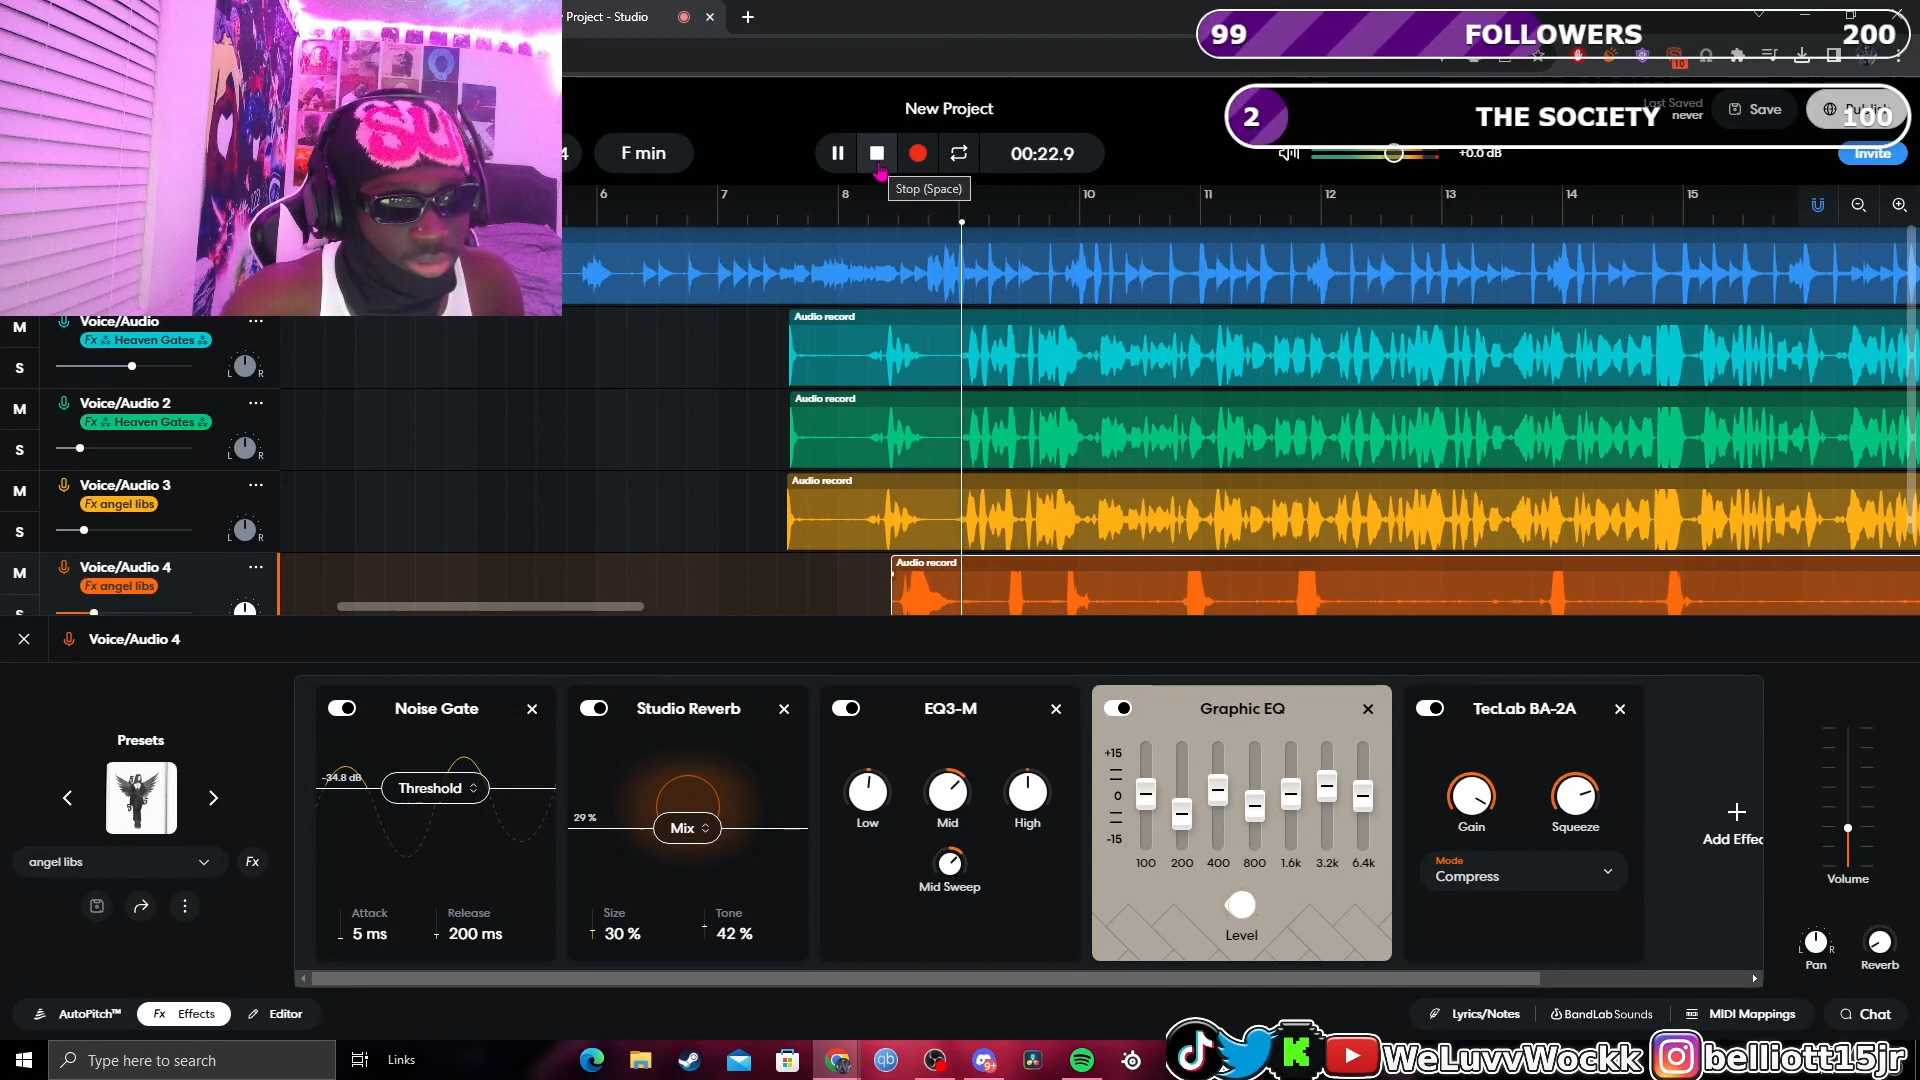 Project - Studio
99 FOLLOWERS 200
2 THE SOCIETY 100
New Project
Last Saved
never
Save
4
F min
00:22.9
+0.0 dB
Invite
Stop (Space)
6 7 8 10 11 12 13 14 15
SU
M
S
Voice/Audio
Fx ⁂ Heaven Gates ⁂
L R
Audio record
M
S
Voice/Audio 2
Fx ⁂ Heaven Gates ⁂
L R
Audio record
M
S
Voice/Audio 3
Fx angel libs
L R
Audio record
M
S
Voice/Audio 4
Fx angel libs
Audio record
Voice/Audio 4
Presets
angel libs
Fx
Noise Gate
-34.8 dB
Threshold
Attack
5 ms
Release
200 ms
Studio Reverb
29 %
Mix
Size
30 %
Tone
42 %
EQ3-M
Low
Mid
High
Mid Sweep
Graphic EQ
+15
0
-15
100 200 400 800 1.6k 3.2k 6.4k
Level
TecLab BA-2A
Gain
Squeeze
Mode
Compress
Add Effec
Volume
L R
Pan
Reverb
AutoPitch™
Fx Effects
Editor
Lyrics/Notes
BandLab Sounds
MIDI Mappings
Chat
Type here to search
Links
qb
9+
K
WeLuvvWockk
belliott15jr
10